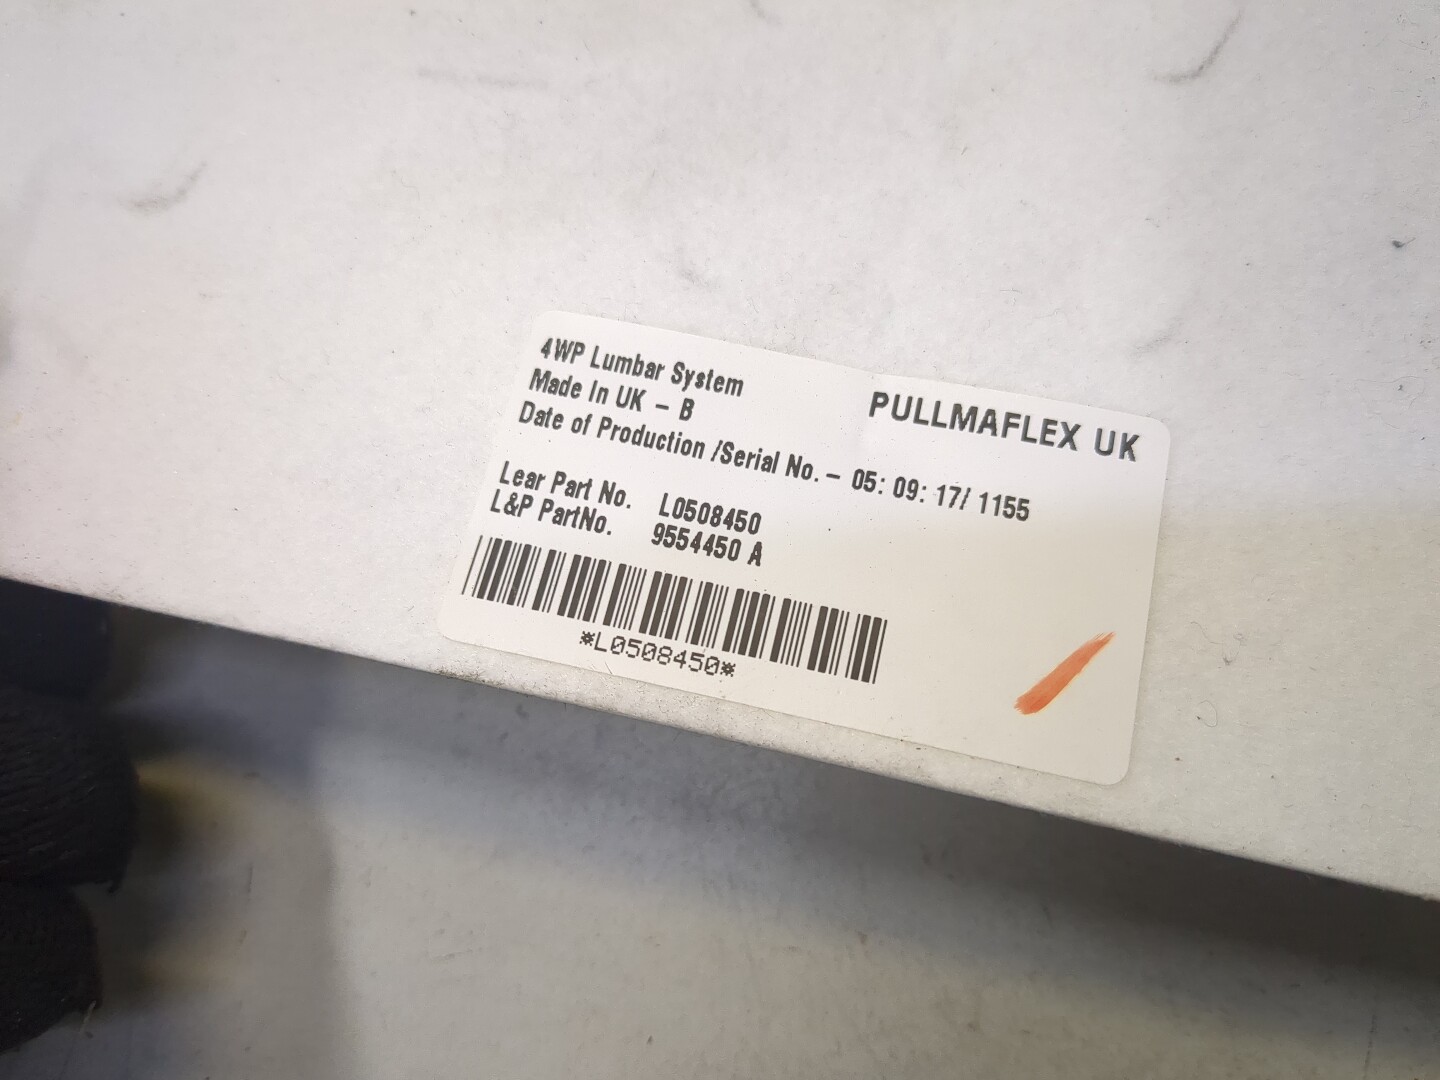 4WP Lumbar System
PULLMAFLEX UK
Made In UK - B
Date of Production /Serial No. - 05: 09: 17/ 1155
Lear Part No. L0508450
L&P PartNo. 9554450 A
*L0508450*